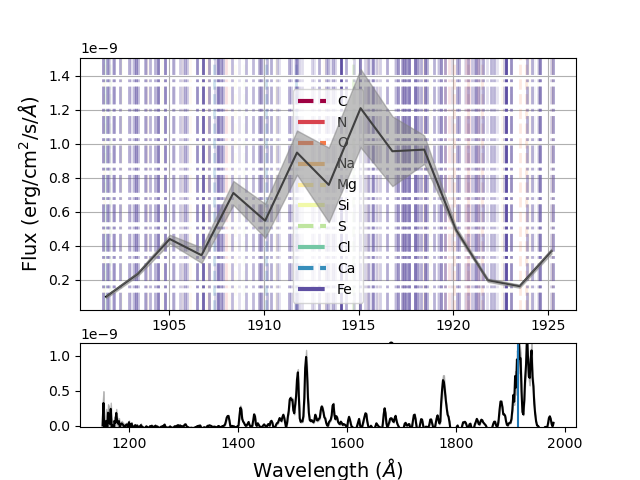 1e−9
1.4
1.2
1.0
0.8
0.6
0.4
0.2
Flux (erg/cm²/s/Å)
C
N
O
Na
Mg
Si
S
Cl
Ca
Fe
1905 1910 1915 1920 1925
1e−9
1.0
0.5
0.0
1200 1400 1600 1800 2000
Wavelength (Å)